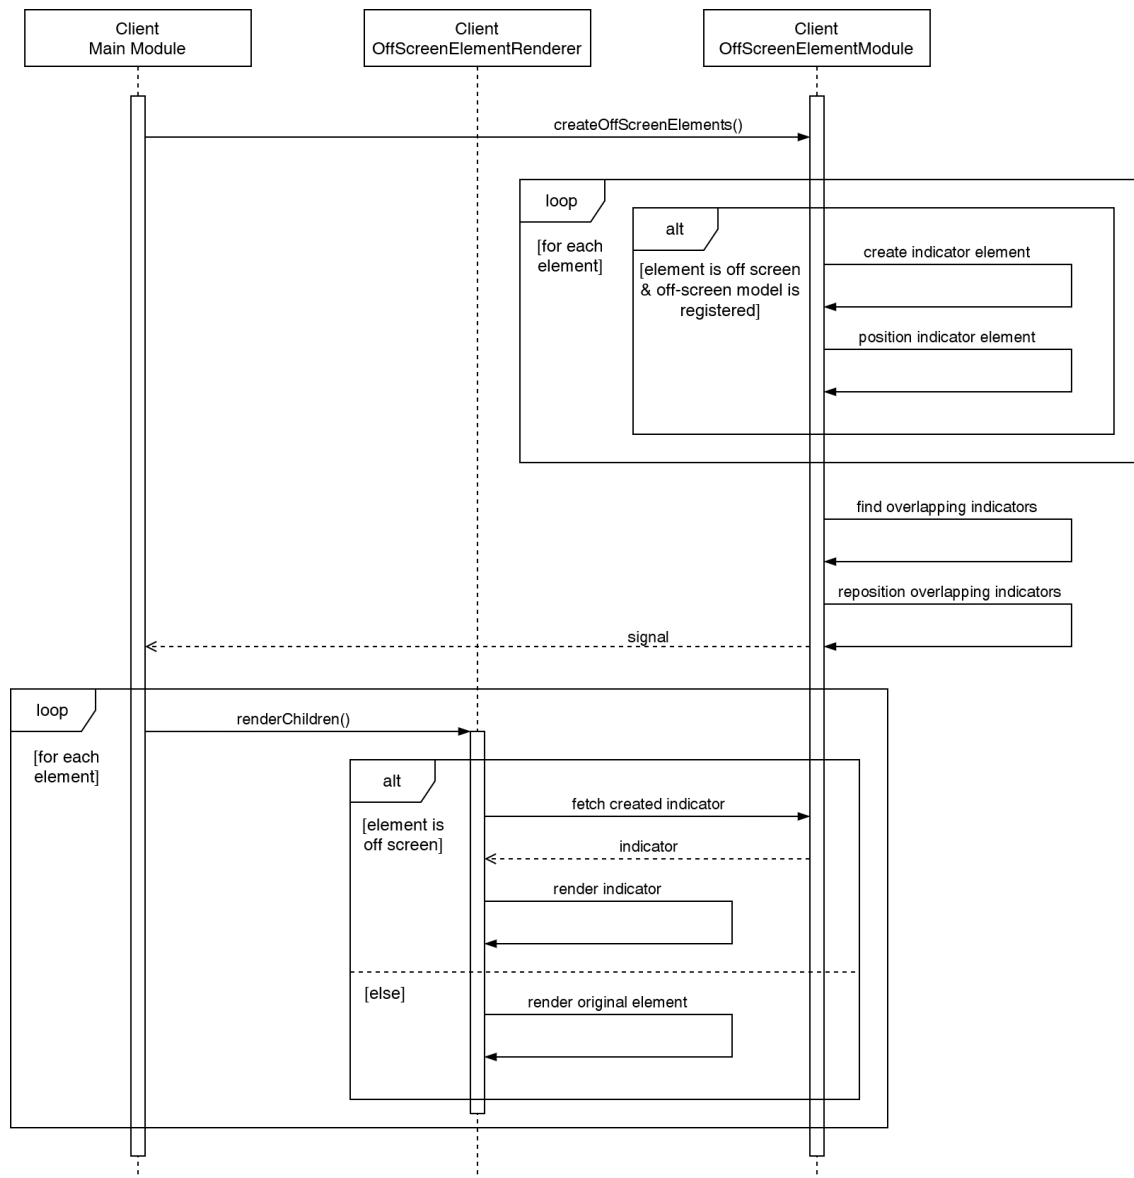 Client
Main Module
Client
OffScreenElementRenderer
Client
OffScreenElementModule
createOffScreenElements()
loop
[for each
element]
alt
[element is off screen
& off-screen model is
registered]
create indicator element
position indicator element
find overlapping indicators
reposition overlapping indicators
signal
loop
[for each
element]
renderChildren()
alt
[element is
off screen]
fetch created indicator
indicator
render indicator
[else]
render original element